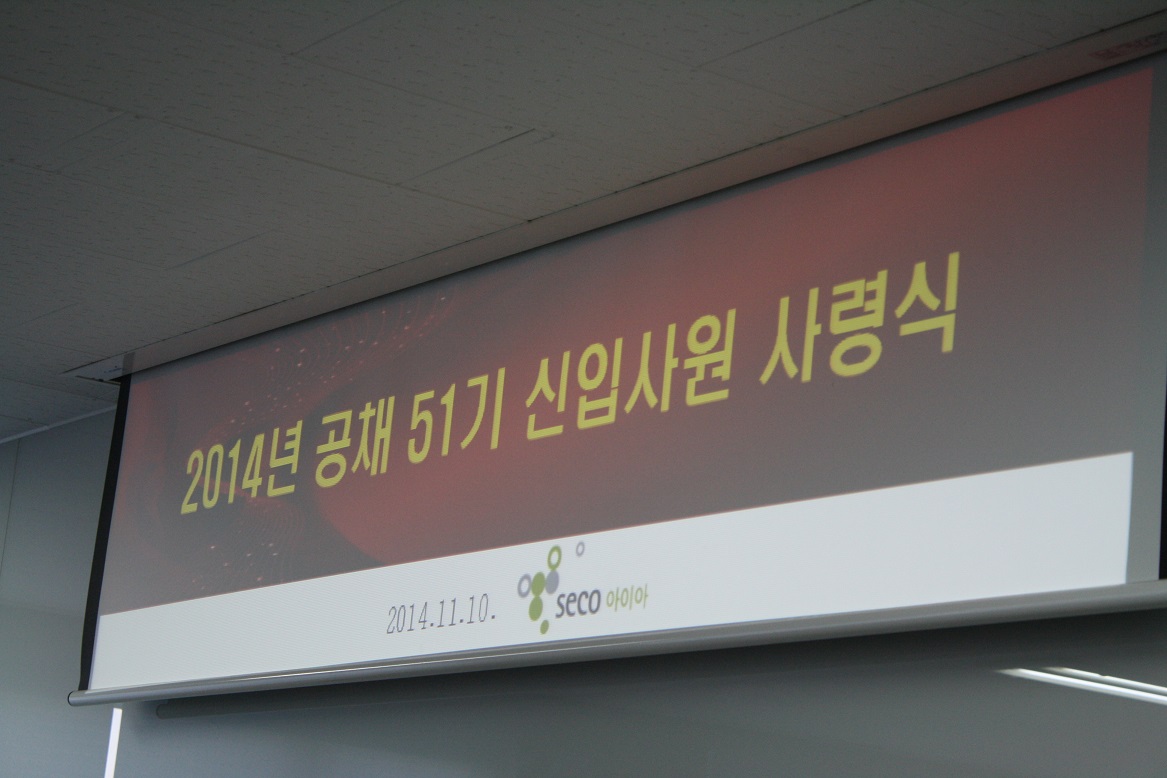 2014년 공채 51기 신입사원 사령식
2014.11.10. seco 아이아